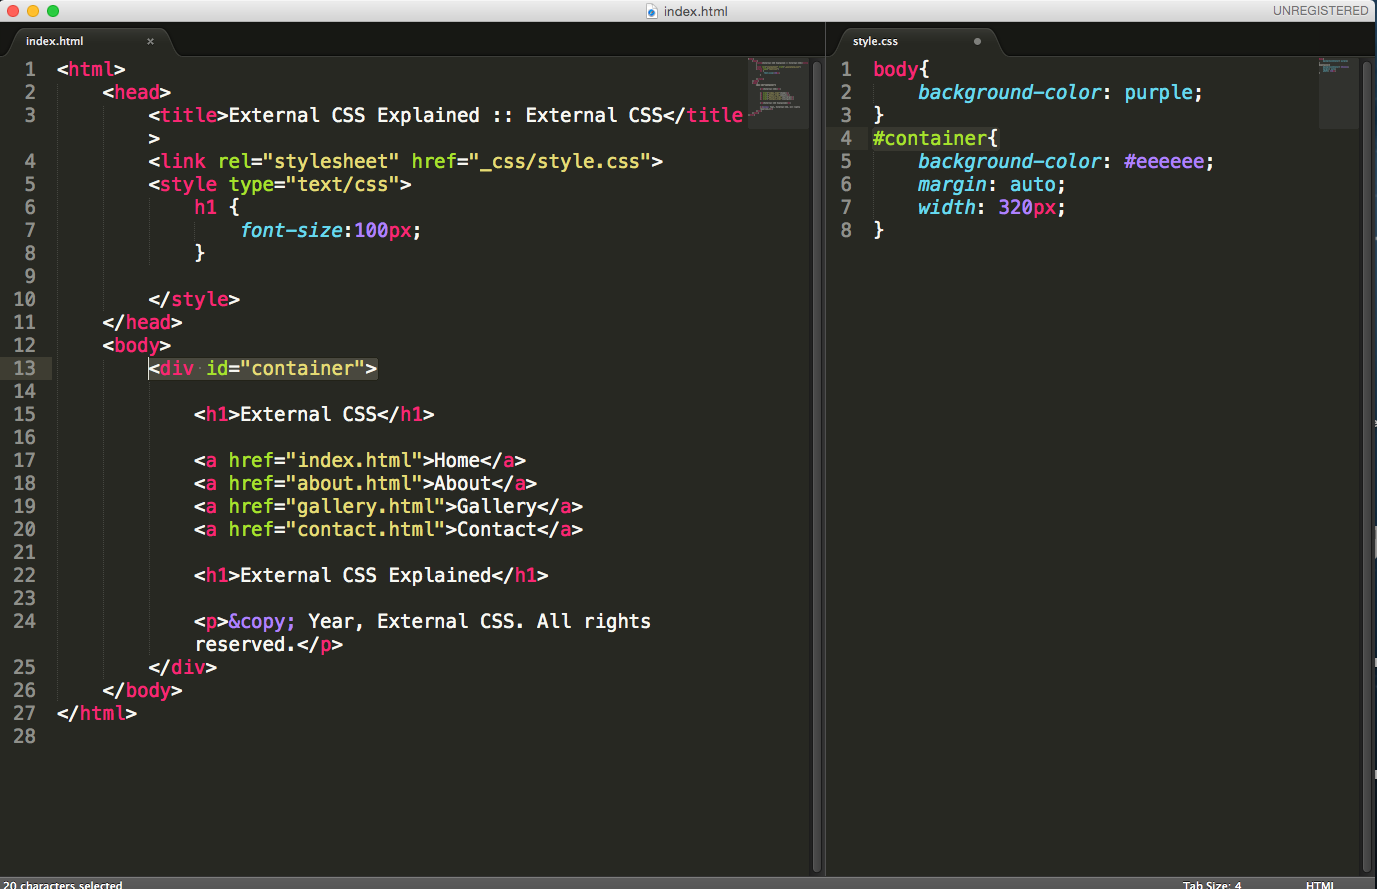 index.html
UNREGISTERED
index.html ×
1 <html>
2 <head>
3 <title>External CSS Explained :: External CSS</title
>
4 <link rel="stylesheet" href="_css/style.css">
5 <style type="text/css">
6 h1 {
7 font-size:100px;
8 }
9
10 </style>
11 </head>
12 <body>
13 <div id="container">
14
15 <h1>External CSS</h1>
16
17 <a href="index.html">Home</a>
18 <a href="about.html">About</a>
19 <a href="gallery.html">Gallery</a>
20 <a href="contact.html">Contact</a>
21
22 <h1>External CSS Explained</h1>
23
24 <p>&copy; Year, External CSS. All rights
reserved.</p>
25 </div>
26 </body>
27 </html>
28
style.css
1 body{
2 background-color: purple;
3 }
4 #container{
5 background-color: #eeeeee;
6 margin: auto;
7 width: 320px;
8 }
20 characters selected
Tab Size: 4
HTML